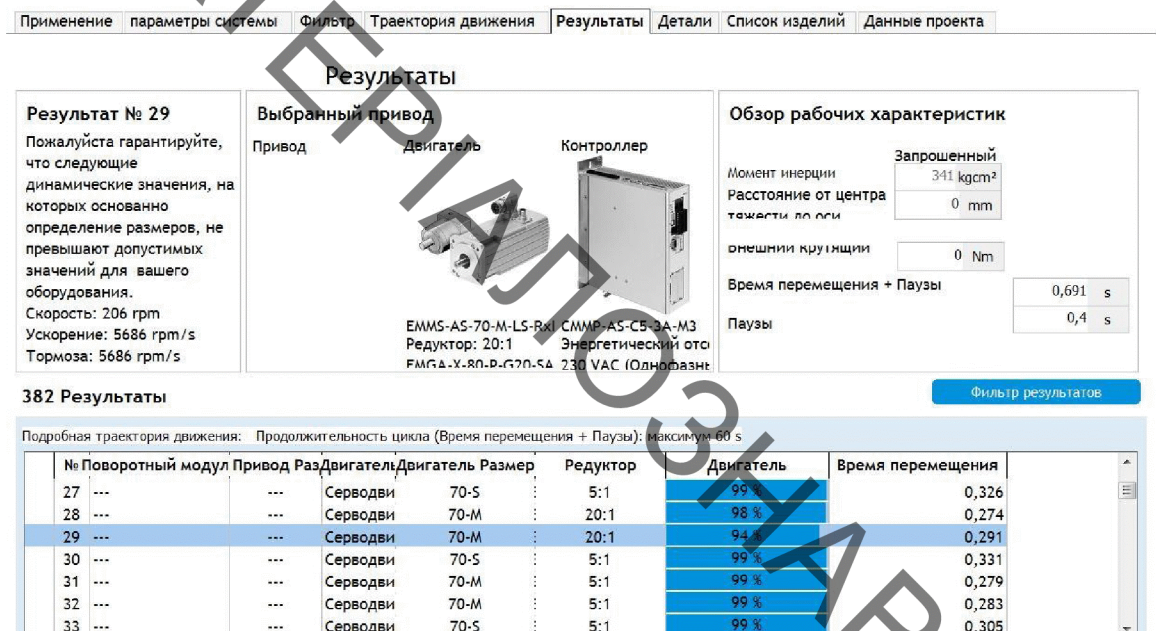 Применение параметры системы Фильтр Траектория движения Результаты Детали Список изделий Данные проекта
Результаты
Результат № 29
Пожалуйста гарантируйте,
что следующие
динамические значения, на
которых основанно
определение размеров, не
превышают допустимых
значений для вашего
оборудования.
Скорость: 206 rpm
Ускорение: 5686 rpm/s
Тормоза: 5686 rpm/s
Выбранный привод
Привод Двигатель Контроллер
EMMS-AS-70-M-LS-RxI CMMP-AS-C5-3A-M3
Редуктор: 20:1 Энергетический отсе
EMGA-X-80-P-G20-SA 230 VAC (Однофазнь
Обзор рабочих характеристик
Запрошенный
Момент инерции 341 kgcm²
Расстояние от центра
тяжести до оси 0 mm
Внешний крутящий 0 Nm
Время перемещения + Паузы 0,691 s
Паузы 0,4 s
382 Результаты
Фильтр результатов
Подробная траектория движения: Продолжительность цикла (Время перемещения + Паузы): максимум 60 s
№ Поворотный модул Привод Раз Двигатель Двигатель Размер Редуктор Двигатель Время перемещения
27 --- --- Серводви 70-S 5:1 99 % 0,326
28 --- --- Серводви 70-M 20:1 98 % 0,274
29 --- --- Серводви 70-M 20:1 94 % 0,291
30 --- --- Серводви 70-S 5:1 99 % 0,331
31 --- --- Серводви 70-M 5:1 99 % 0,279
32 --- --- Серводви 70-M 5:1 99 % 0,283
33 --- --- Серводви 70-S 5:1 99 % 0,305